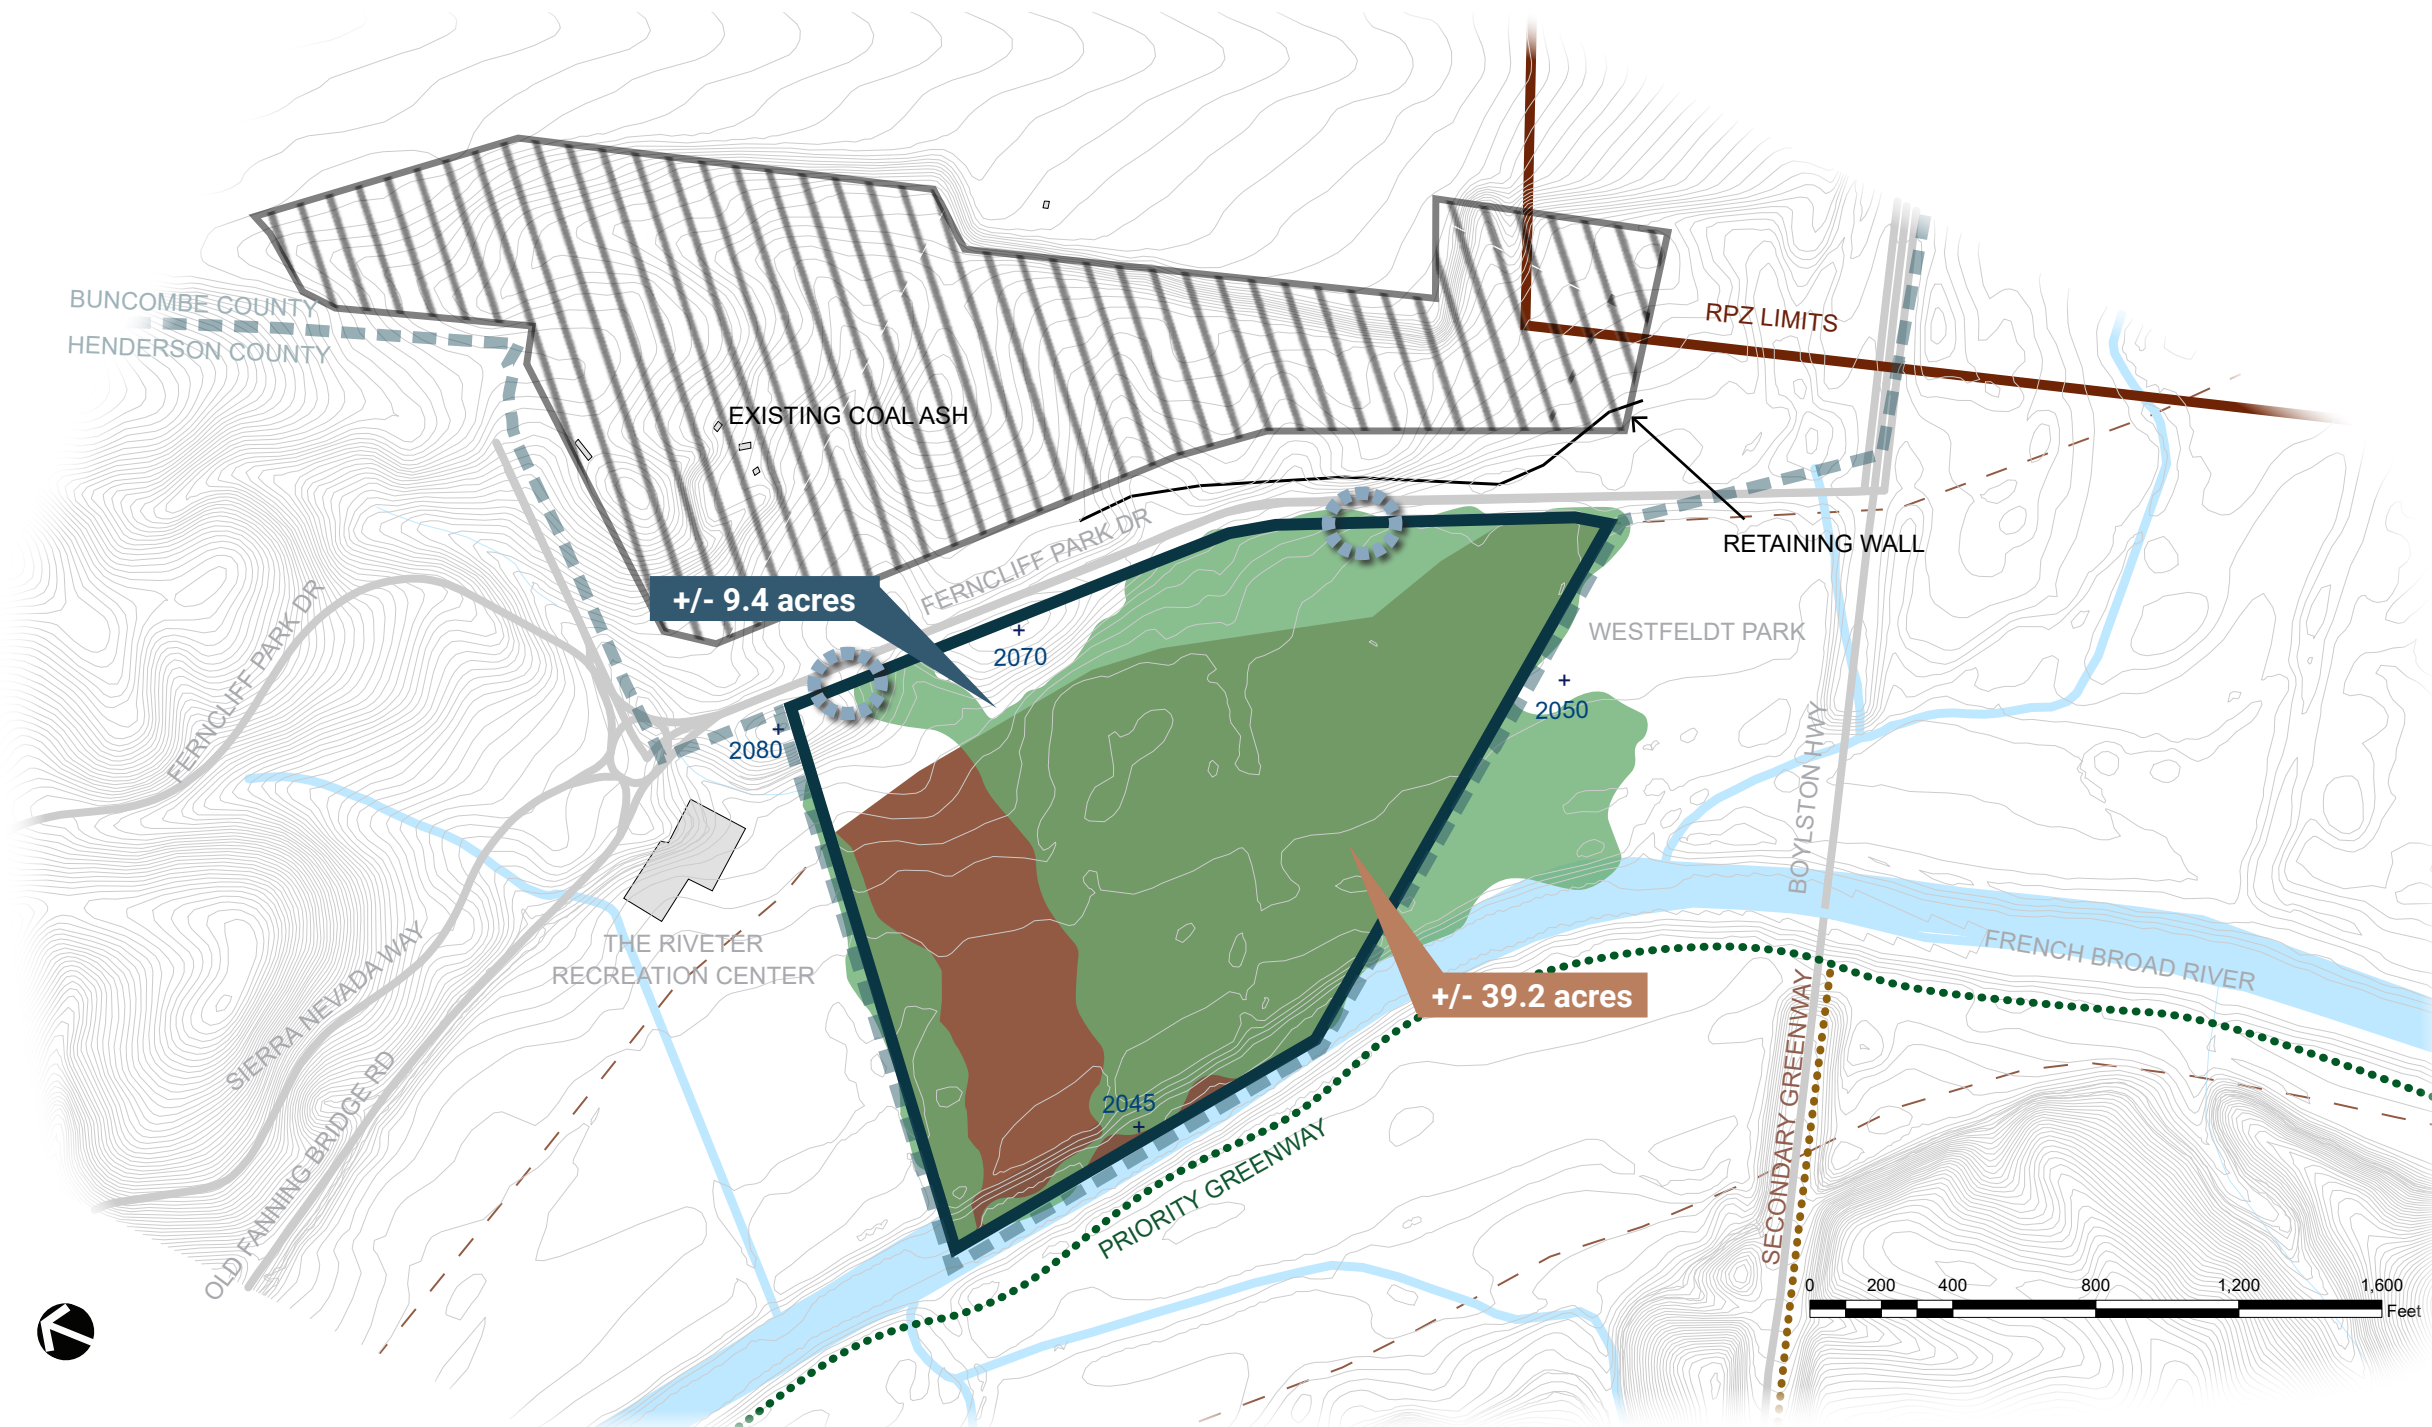 BUNCOMBE COUNTY
HENDERSON COUNTY
RPZ LIMITS
EXISTING COAL ASH
FERNCLIFF PARK DR
RETAINING WALL
+/- 9.4 acres
FERNCLIFF PARK DR
2070
WESTFELDT PARK
2050
2080
BOYLSTON HWY
THE RIVETER
RECREATION CENTER
SIERRA NEVADA WAY
FRENCH BROAD RIVER
+/- 39.2 acres
OLD FANNING BRIDGE RD
2045
PRIORITY GREENWAY
SECONDARY GREENWAY
0 200 400 800 1,200 1,600
Feet